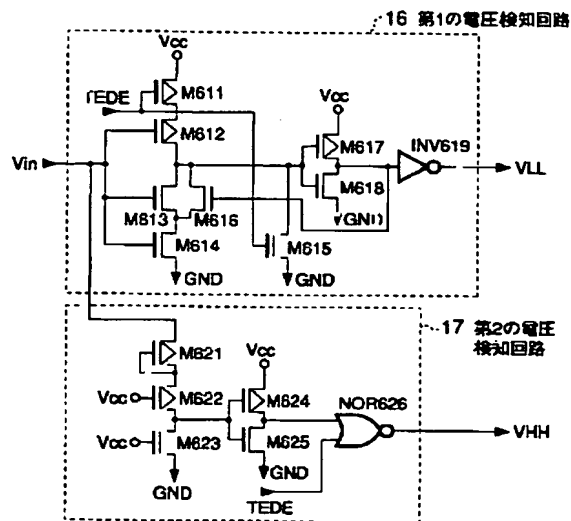 16 第1の電圧検知回路
Vcc
M611
TEDE
M612
Vcc
M617
INV619
Vin
VLL
M618
M613
M616
GND
M614
M615
GND
GND
17 第2の電圧
検知回路
M621
Vcc
Vcc
M622
M624
NOR626
VHH
Vcc
M623
M625
GND
GND
TEDE